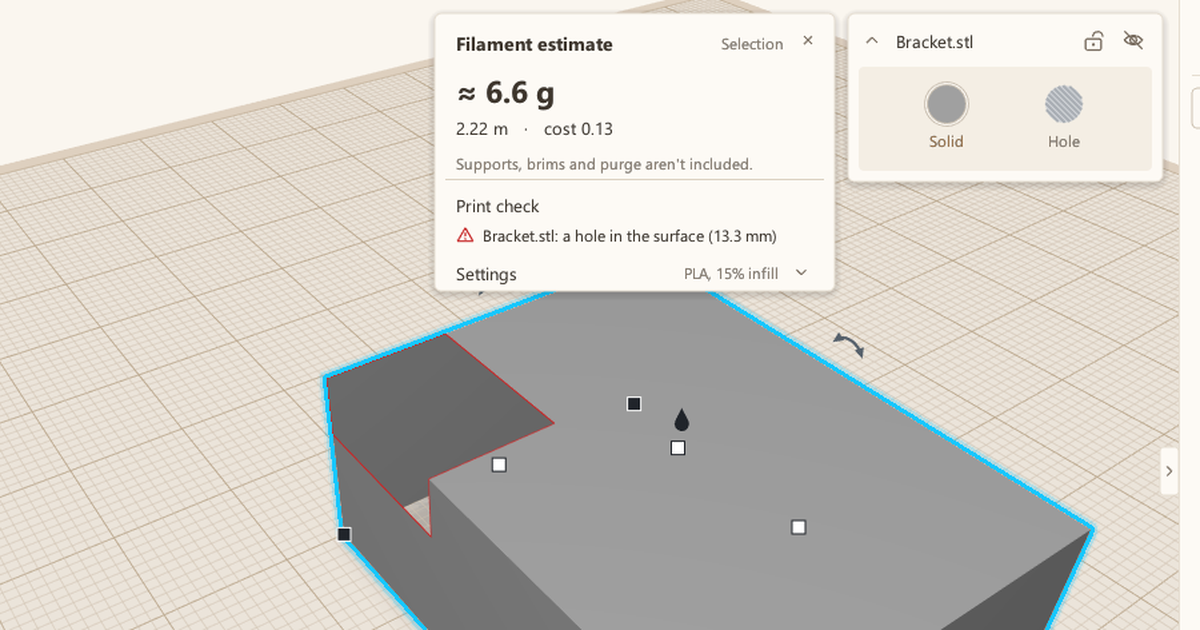 Filament estimate
Selection
≈ 6.6 g
2.22 m · cost 0.13
Supports, brims and purge aren't included.
Print check
Bracket.stl: a hole in the surface (13.3 mm)
Settings
PLA, 15% infill
Bracket.stl
Solid
Hole